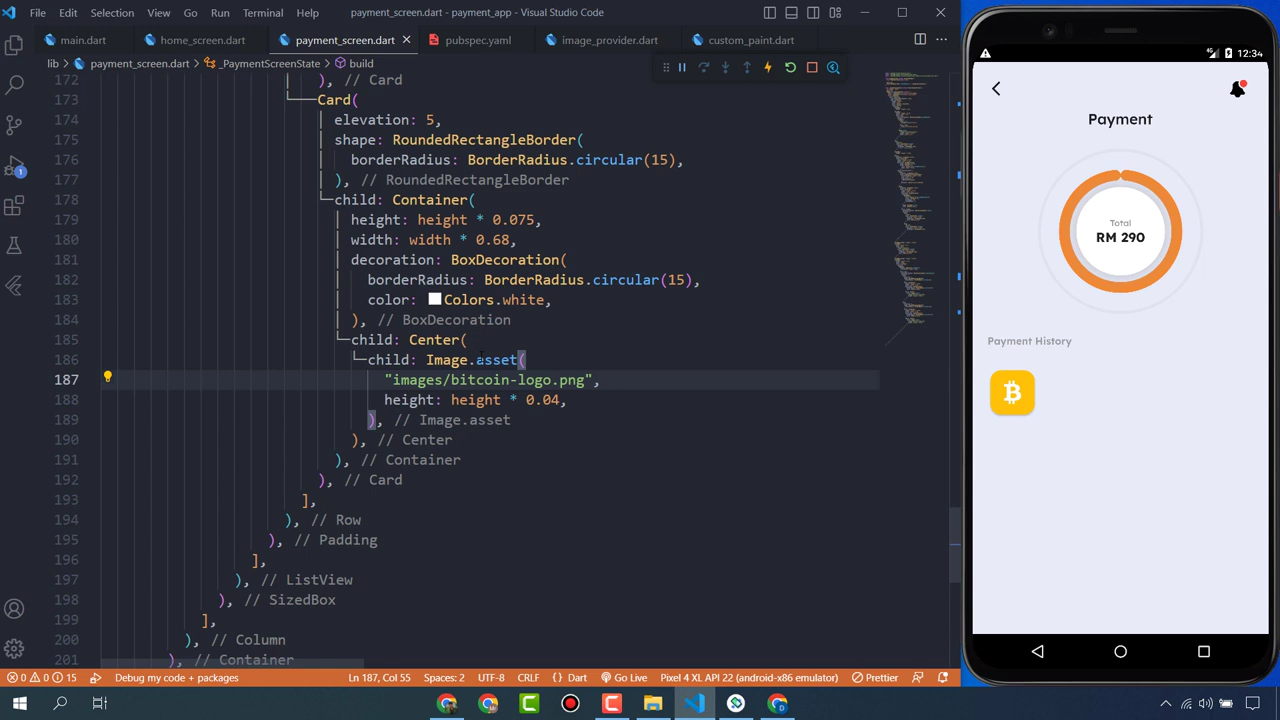 File Edit Selection View Go Run Terminal Help payment_screen.dart - payment_app - Visual Studio Code
main.dart home_screen.dart payment_screen.dart pubspec.yaml image_provider.dart custom_paint.dart
lib > payment_screen.dart > _PaymentScreenState > build
172 ), // Card
173 Card(
174 elevation: 5,
175 shape: RoundedRectangleBorder(
176 borderRadius: BorderRadius.circular(15),
177 ), // RoundedRectangleBorder
178 child: Container(
179 height: height * 0.075,
180 width: width * 0.68,
181 decoration: BoxDecoration(
182 borderRadius: BorderRadius.circular(15),
183 color: Colors.white,
184 ), // BoxDecoration
185 child: Center(
186 child: Image.asset(
187 "images/bitcoin-logo.png",
188 height: height * 0.04,
189 ), // Image.asset
190 ), // Center
191 ), // Container
192 ), // Card
193 ],
194 ), // Row
195 ), // Padding
196 ],
197 ), // ListView
198 ), // SizedBox
199 ],
200 ), // Column
201 ), // Container
1
0 0 15 Debug my code + packages Ln 187, Col 55 Spaces: 2 UTF-8 CRLF {} Dart Go Live Pixel 4 XL API 22 (android-x86 emulator) Prettier
4G 12:34
Payment
Total
RM 290
Payment History